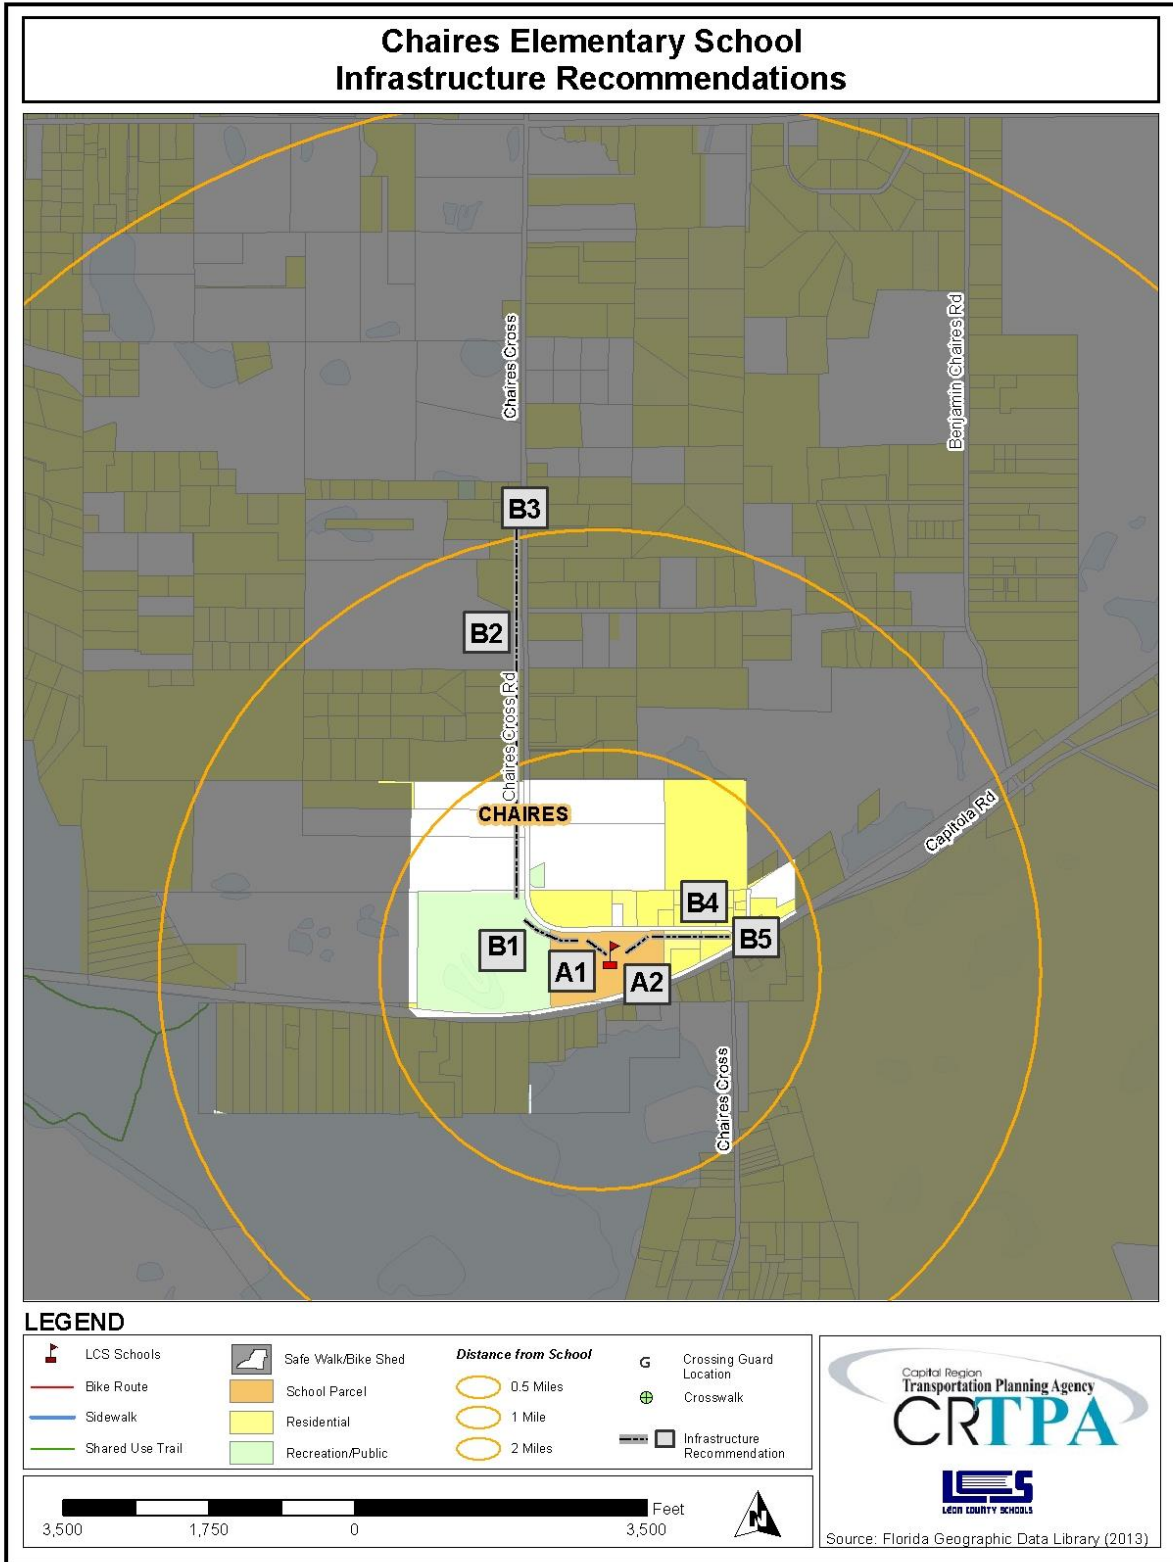 Chaires Elementary School
Infrastructure Recommendations
Chaires Cross
Benjamin Chaires Rd
B3
B2
Chaires Cross Rd
CHAIRES
Capitola Rd
B4
B1
B5
A1
A2
Chaires Cross
LEGEND
LCS Schools
Bike Route
Sidewalk
Shared Use Trail
Safe Walk/Bike Shed
School Parcel
Residential
Recreation/Public
Distance from School
0.5 Miles
1 Mile
2 Miles
G
Crossing Guard
Location
Crosswalk
Infrastructure
Recommendation
Feet
3,500
1,750
0
3,500
N
Capital Region
Transportation Planning Agency
CRTPA
LCS
LEON COUNTY SCHOOLS
Source: Florida Geographic Data Library (2013)